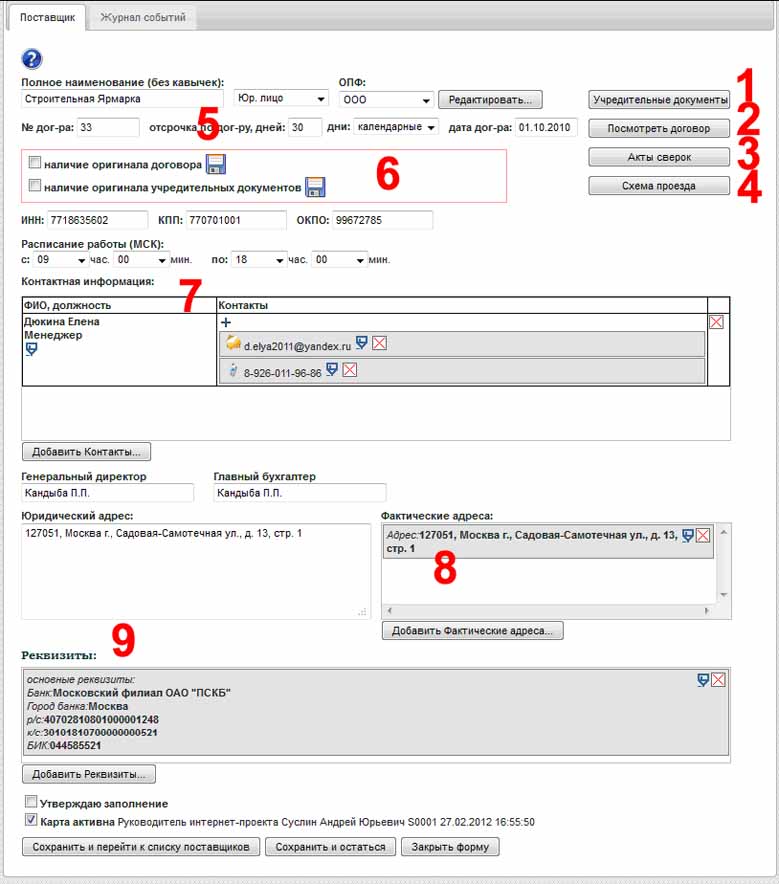 Поставщик Журнал событий
Полное наименование (без кавычек): ОПФ:
Строительная Ярмарка Юр. лицо ООО Редактировать... Учредительные документы 1
№ дог-ра: 33 отсрочка по дог-ру, дней: 30 дни: календарные дата дог-ра: 01.10.2010 Посмотреть договор 2
5
наличие оригинала договора Акты сверок 3
6
наличие оригинала учредительных документов Схема проезда 4
ИНН: 7718635602 КПП: 770701001 ОКПО: 99672785
Расписание работы (МСК):
с: 09 час. 00 мин. по: 18 час. 00 мин.
Контактная информация: 7
ФИО, должность Контакты
Дюкина Елена
Менеджер
d.elya2011@yandex.ru
8-926-011-96-86
Добавить Контакты...
Генеральный директор Главный бухгалтер
Кандыба П.П. Кандыба П.П.
Юридический адрес: Фактические адреса:
127051, Москва г., Садовая-Самотечная ул., д. 13, стр. 1
Адрес:127051, Москва г., Садовая-Самотечная ул., д. 13,
стр. 1
8
Добавить Фактические адреса...
9
Реквизиты:
основные реквизиты:
Банк:Московский филиал ОАО "ПСКБ"
Город банка:Москва
р/с:40702810801000001248
к/с:30101810700000000521
БИК:044585521
Добавить Реквизиты...
Утверждаю заполнение
Карта активна Руководитель интернет-проекта Суслин Андрей Юрьевич S0001 27.02.2012 16:55:50
Сохранить и перейти к списку поставщиков Сохранить и остаться Закрыть форму